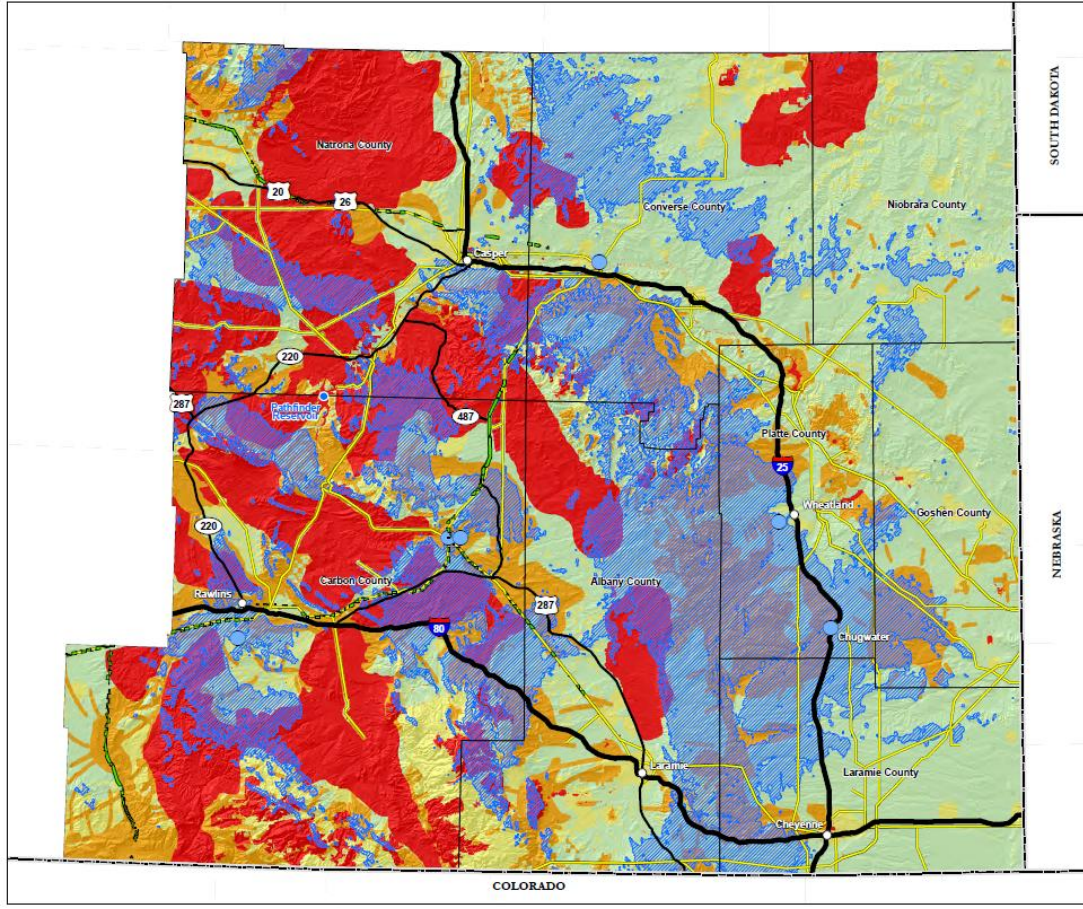 SOUTH DAKOTA
Natrona County
20
26
Converse County
Niobrara County
Casper
220
287
Pathfinder
Reservoir
487
Platte County
25
Wheatland
Goshen County
NEBRASKA
220
Carbon County
Albany County
Rawlins
287
80
Chugwater
Laramie
Laramie County
Cheyenne
COLORADO